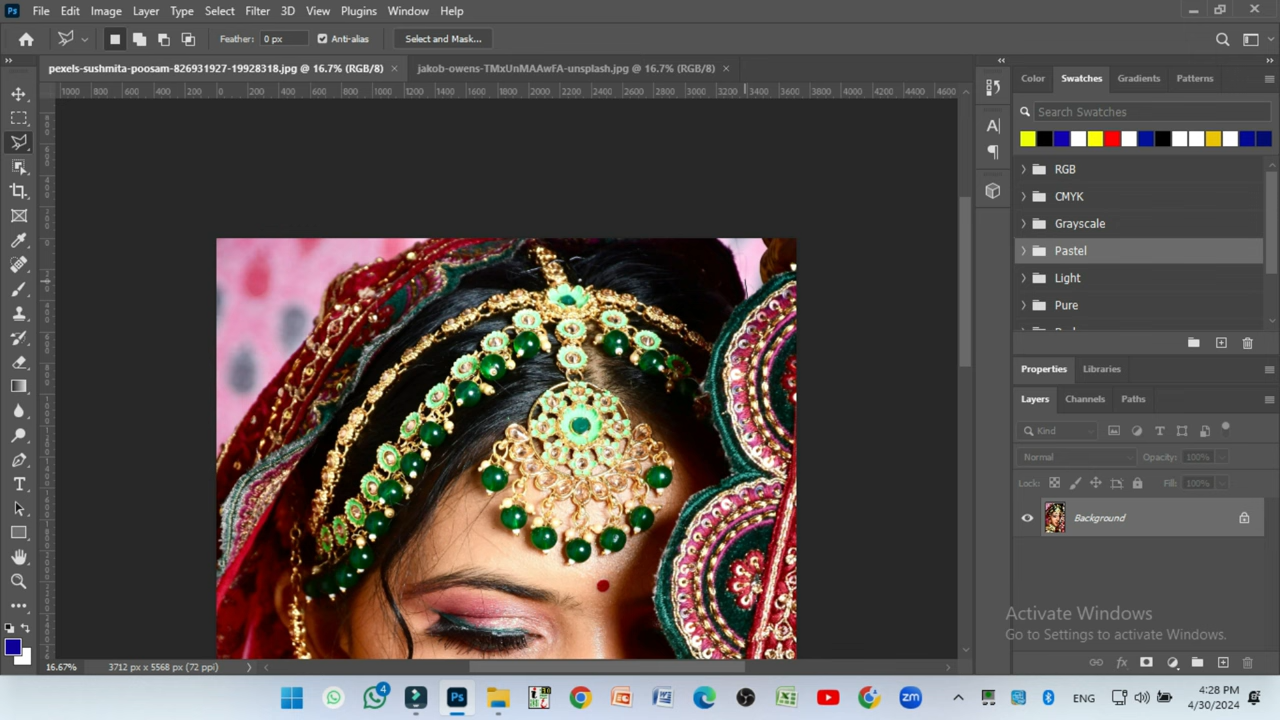 Ps File Edit Image Layer Type Select Filter 3D View Plugins Window Help
Feather: 0 px Anti-alias Select and Mask...
pexels-sushmita-poosam-826931927-19928318.jpg @ 16.7% (RGB/8) × jakob-owens-TMxUnMAAwFA-unsplash.jpg @ 16.7% (RGB/8) ×
1000 800 600 400 200 0 200 400 600 800 1000 1200 1400 1600 1800 2000 2200 2400 2600 2800 3000 3200 3400 3600 3800 4000 4200 4400 4600
Color Swatches Gradients Patterns
Search Swatches
RGB
CMYK
Grayscale
Pastel
Light
Pure
Properties Libraries
Layers Channels Paths
Kind
Normal Opacity: 100%
Lock: Fill: 100%
Background
Activate Windows
Go to Settings to activate Windows.
16.67% 3712 px x 5568 px (72 ppi)
4 Ps W zm ENG 4:28 PM
4/30/2024